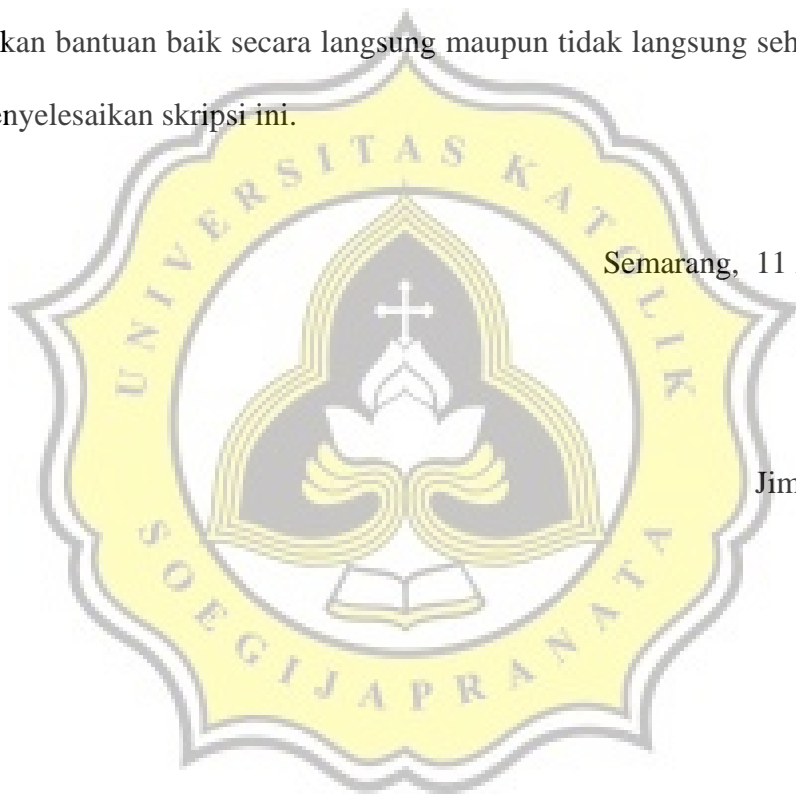 kan bantuan baik secara langsung maupun tidak langsung seh
enyelesaikan skripsi ini.
UNIVERSITAS KATOLIK
Semarang, 11
Jim
SOEGIJAPRANATA